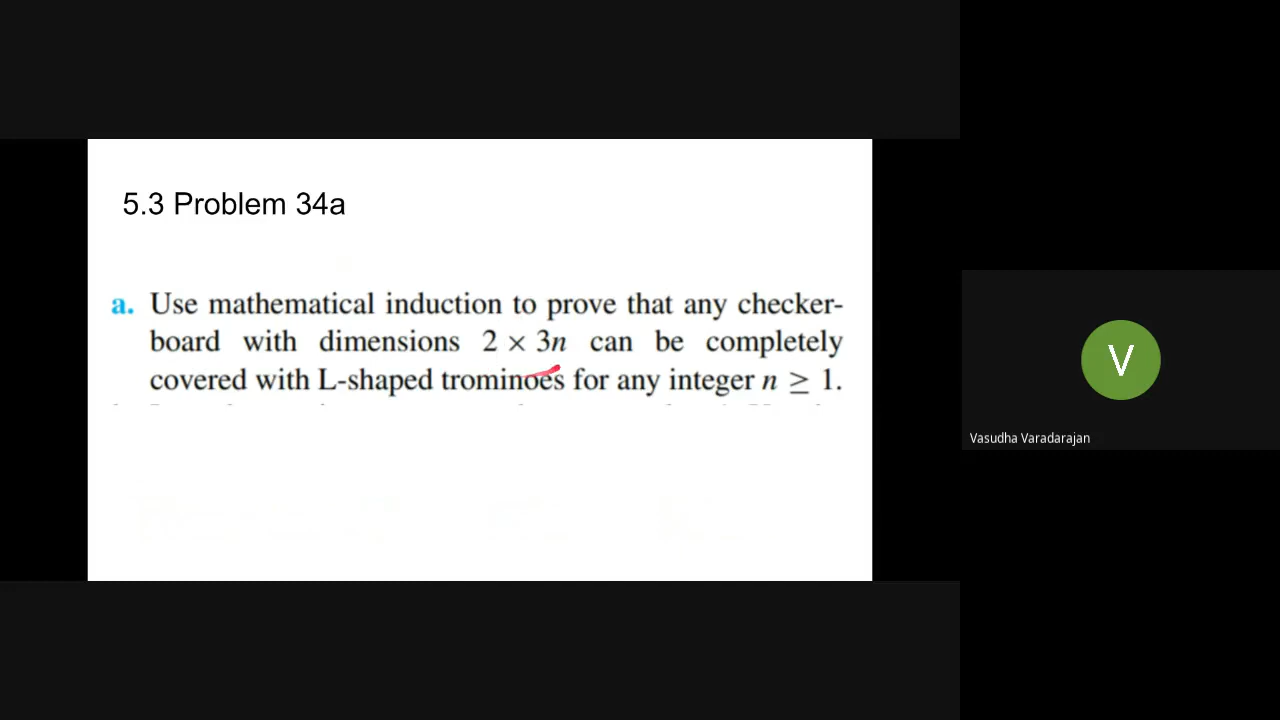 5.3 Problem 34a
a. Use mathematical induction to prove that any checker-
board with dimensions 2 × 3n can be completely
covered with L-shaped trominoes for any integer n ≥ 1.
V
Vasudha Varadarajan